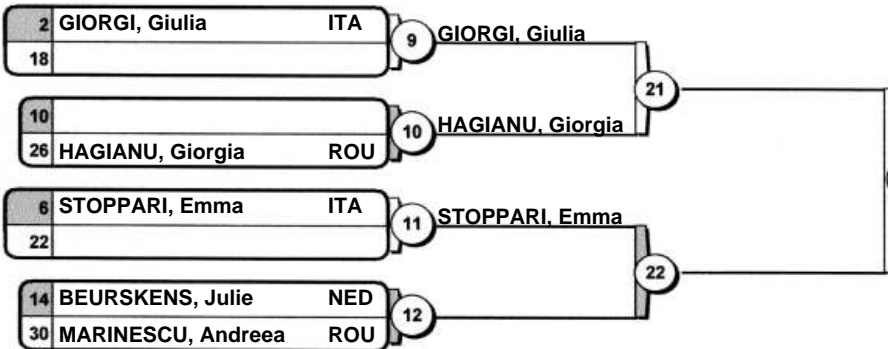 2 GIORGI, Giulia ITA
18
9 GIORGI, Giulia
21
10
26 HAGIANU, Giorgia ROU
10 HAGIANU, Giorgia
6 STOPPARI, Emma ITA
22
11 STOPPARI, Emma
22
14 BEURSKENS, Julie NED
30 MARINESCU, Andreea ROU
12